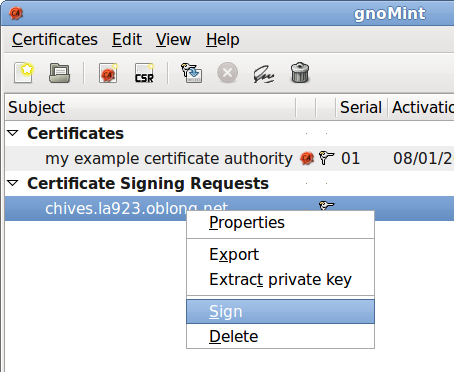 gnoMint
Certificates Edit View Help
CSR
Subject Serial Activatio
Certificates
my example certificate authority 01 08/01/2
Certificate Signing Requests
chives.la923.oblong.net
Properties
Export
Extract private key
Sign
Delete